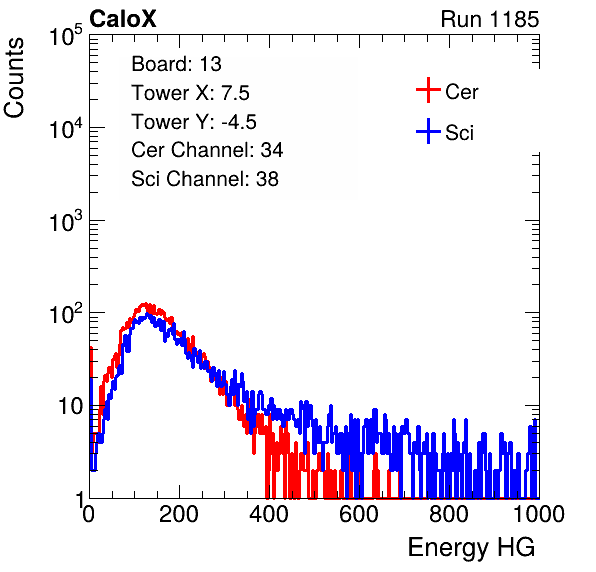 CaloX Run 1185
Counts
10^5
10^4
10^3
10^2
10
1
Board: 13
Tower X: 7.5
Tower Y: -4.5
Cer Channel: 34
Sci Channel: 38
Cer
Sci
0 200 400 600 800 1000
Energy HG